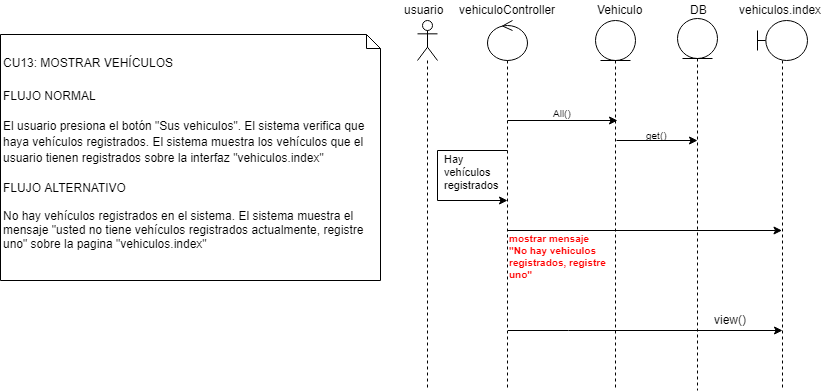 CU13: MOSTRAR VEHÍCULOS
FLUJO NORMAL
El usuario presiona el botón "Sus vehiculos". El sistema verifica que
haya vehículos registrados. El sistema muestra los vehículos que el
usuario tienen registrados sobre la interfaz "vehiculos.index"
FLUJO ALTERNATIVO
No hay vehículos registrados en el sistema. El sistema muestra el
mensaje "usted no tiene vehículos registrados actualmente, registre
uno" sobre la pagina "vehiculos.index"
usuario
vehiculoController
Vehiculo
DB
vehiculos.index
All()
get()
Hay
vehículos
registrados
mostrar mensaje
"No hay vehiculos
registrados, registre
uno"
view()